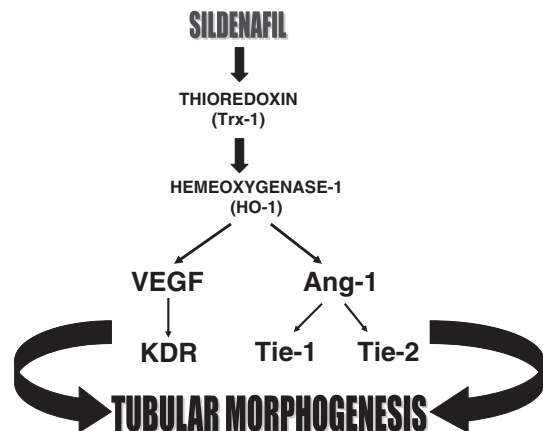 SILDENAFIL
THIOREDOXIN
(Trx-1)
HEMEOXYGENASE-1
(HO-1)
VEGF Ang-1
KDR Tie-1 Tie-2
TUBULAR MORPHOGENESIS